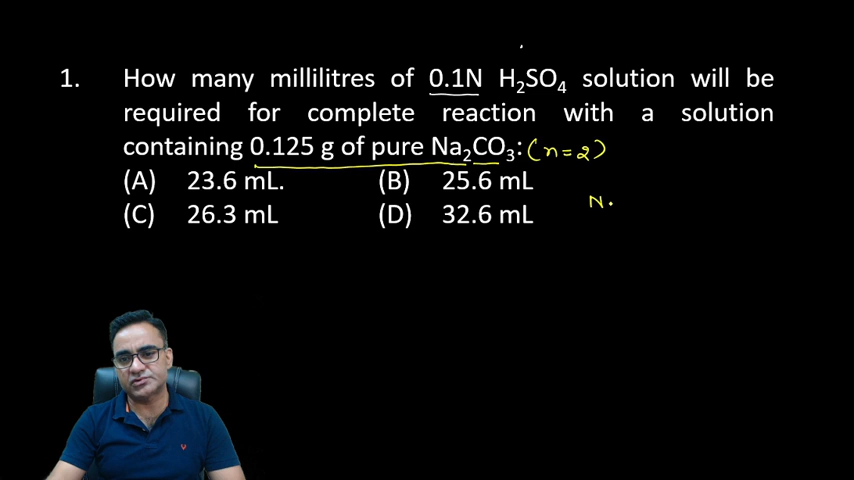 1. How many millilitres of 0.1N H₂SO₄ solution will be
required for complete reaction with a solution
containing 0.125 g of pure Na₂CO₃: (n=2)
(A) 23.6 mL. (B) 25.6 mL
(C) 26.3 mL (D) 32.6 mL N.